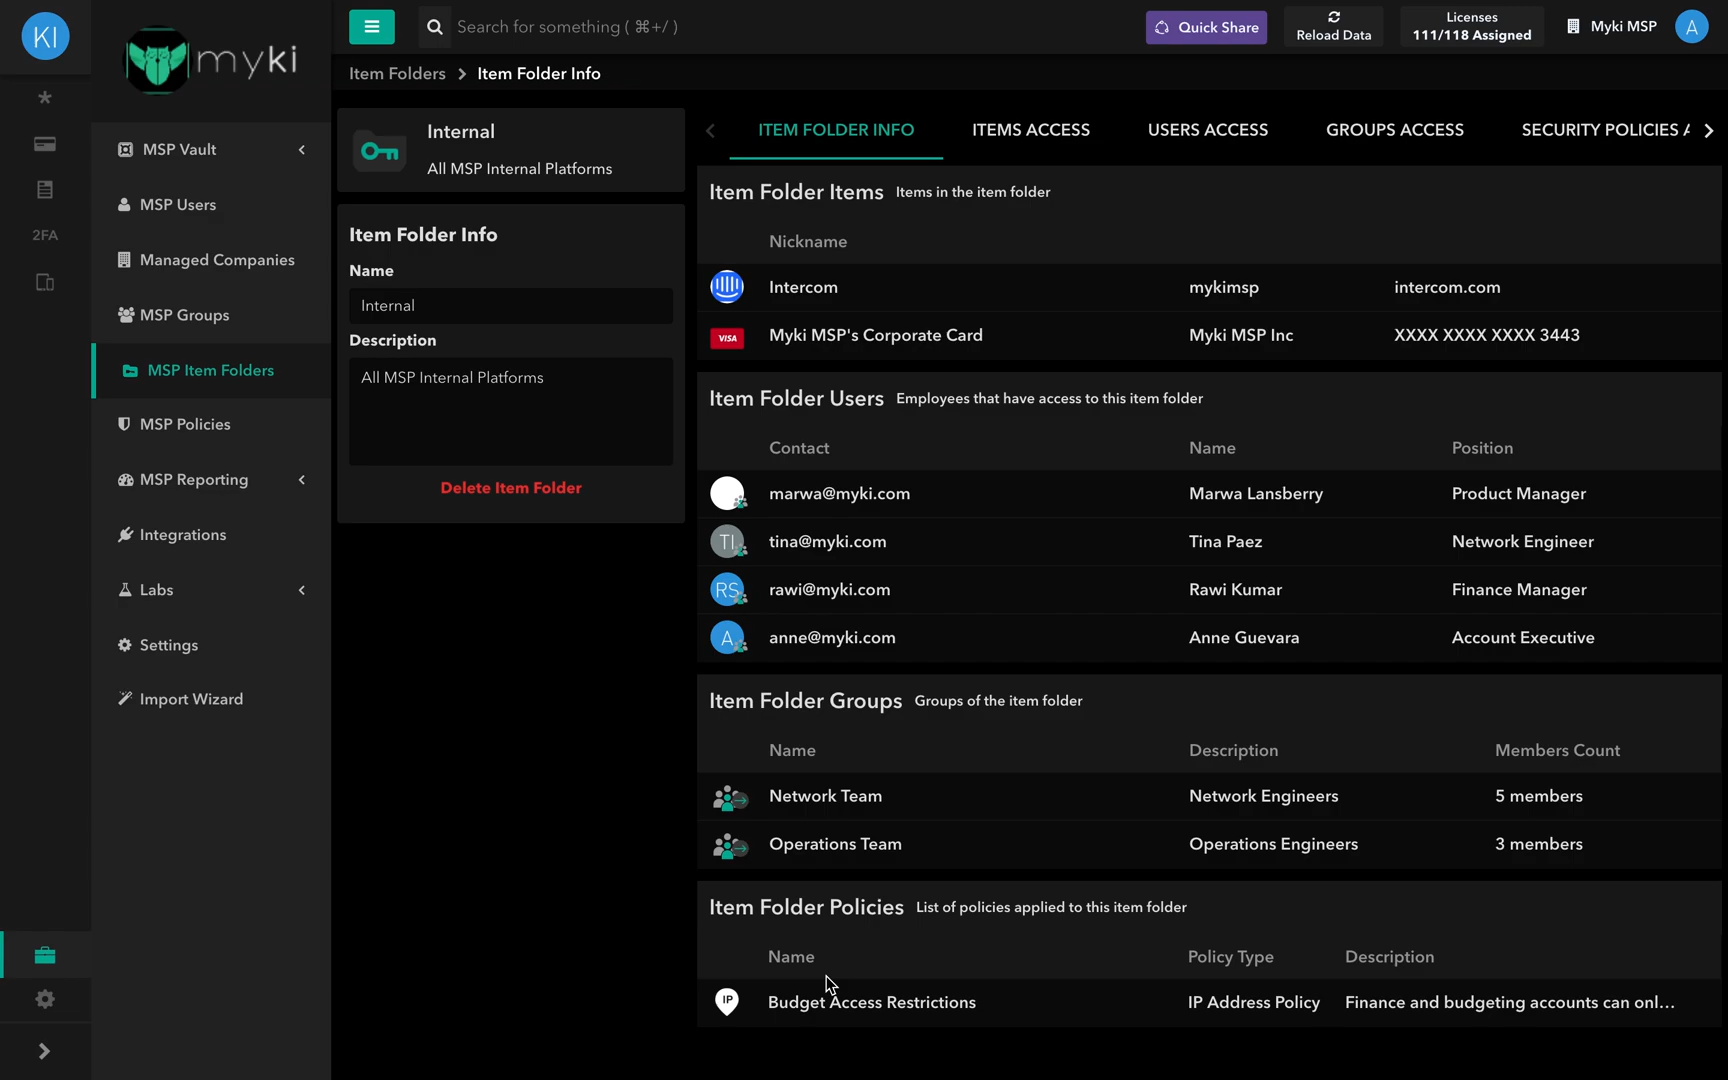 KI
myki
Search for something ( ⌘+/ )
Quick Share
Reload Data
Licenses
111/118 Assigned
Myki MSP
A
Item Folders
Item Folder Info
2FA
MSP Vault
MSP Users
Managed Companies
MSP Groups
MSP Item Folders
MSP Policies
MSP Reporting
Integrations
Labs
Settings
Import Wizard
Internal
All MSP Internal Platforms
Item Folder Info
Name
Internal
Description
All MSP Internal Platforms
Delete Item Folder
ITEM FOLDER INFO
ITEMS ACCESS
USERS ACCESS
GROUPS ACCESS
SECURITY POLICIES
Item Folder Items Items in the item folder
Nickname
Intercom mykimsp intercom.com
VISA Myki MSP's Corporate Card Myki MSP Inc XXXX XXXX XXXX 3443
Item Folder Users Employees that have access to this item folder
Contact Name Position
marwa@myki.com Marwa Lansberry Product Manager
TI tina@myki.com Tina Paez Network Engineer
RS rawi@myki.com Rawi Kumar Finance Manager
A anne@myki.com Anne Guevara Account Executive
Item Folder Groups Groups of the item folder
Name Description Members Count
Network Team Network Engineers 5 members
Operations Team Operations Engineers 3 members
Item Folder Policies List of policies applied to this item folder
Name Policy Type Description
IP Budget Access Restrictions IP Address Policy Finance and budgeting accounts can onl...